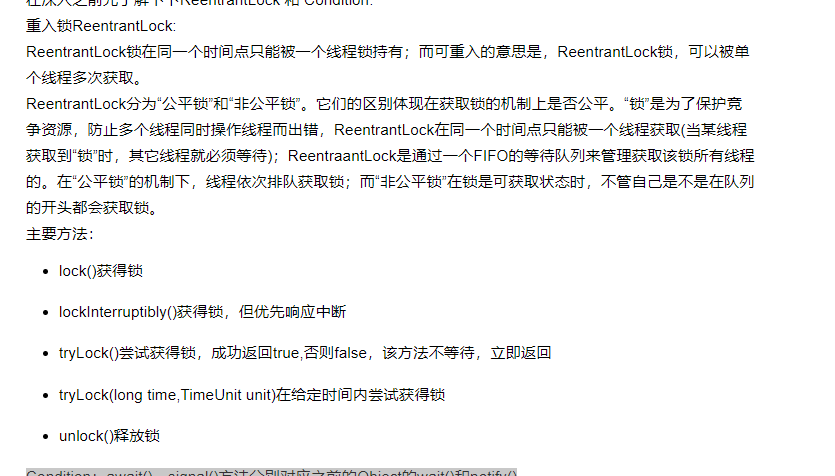 在深入之前先了解下下ReentrantLock 和 Condition:
重入锁ReentrantLock:
ReentrantLock锁在同一个时间点只能被一个线程锁持有；而可重入的意思是，ReentrantLock锁，可以被单
个线程多次获取。
ReentrantLock分为“公平锁”和“非公平锁”。它们的区别体现在获取锁的机制上是否公平。“锁”是为了保护竞
争资源，防止多个线程同时操作线程而出错，ReentrantLock在同一个时间点只能被一个线程获取(当某线程
获取到“锁”时，其它线程就必须等待)；ReentraantLock是通过一个FIFO的等待队列来管理获取该锁所有线程
的。在“公平锁”的机制下，线程依次排队获取锁；而“非公平锁”在锁是可获取状态时，不管自己是不是在队列
的开头都会获取锁。
主要方法：
• lock()获得锁
• lockInterruptibly()获得锁，但优先响应中断
• tryLock()尝试获得锁，成功返回true,否则false，该方法不等待，立即返回
• tryLock(long time,TimeUnit unit)在给定时间内尝试获得锁
• unlock()释放锁
Condition：await()、signal()方法分别对应之前的Object的wait()和notify()